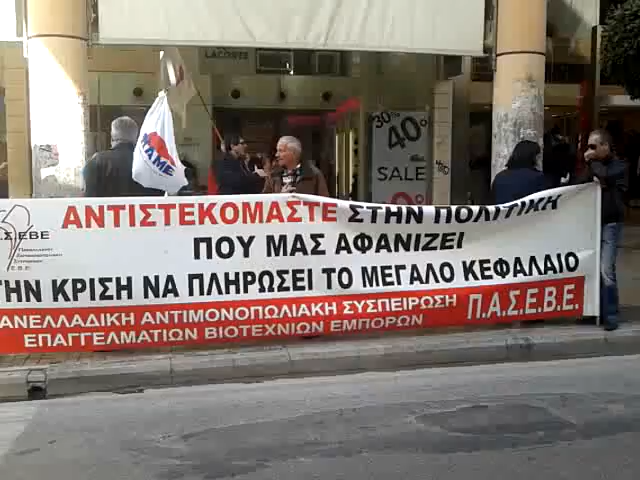 LACOSTE
30%
40%
SALE
ΠΑΜΕ
Σ.ΕΒΕ
ΑΝΤΙΣΤΕΚΟΜΑΣΤΕ ΣΤΗΝ ΠΟΛΙΤΙΚΗ
ΠΟΥ ΜΑΣ ΑΦΑΝΙΖΕΙ
ΤΗΝ ΚΡΙΣΗ ΝΑ ΠΛΗΡΩΣΕΙ ΤΟ ΜΕΓΑΛΟ ΚΕΦΑΛΑΙΟ
ΑΝΕΛΛΑΔΙΚΗ ΑΝΤΙΜΟΝΟΠΩΛΙΑΚΗ ΣΥΣΠΕΙΡΩΣΗ
ΕΠΑΓΓΕΛΜΑΤΙΩΝ ΒΙΟΤΕΧΝΙΩΝ ΕΜΠΟΡΩΝ
Π.Α.Σ.Ε.Β.Ε.